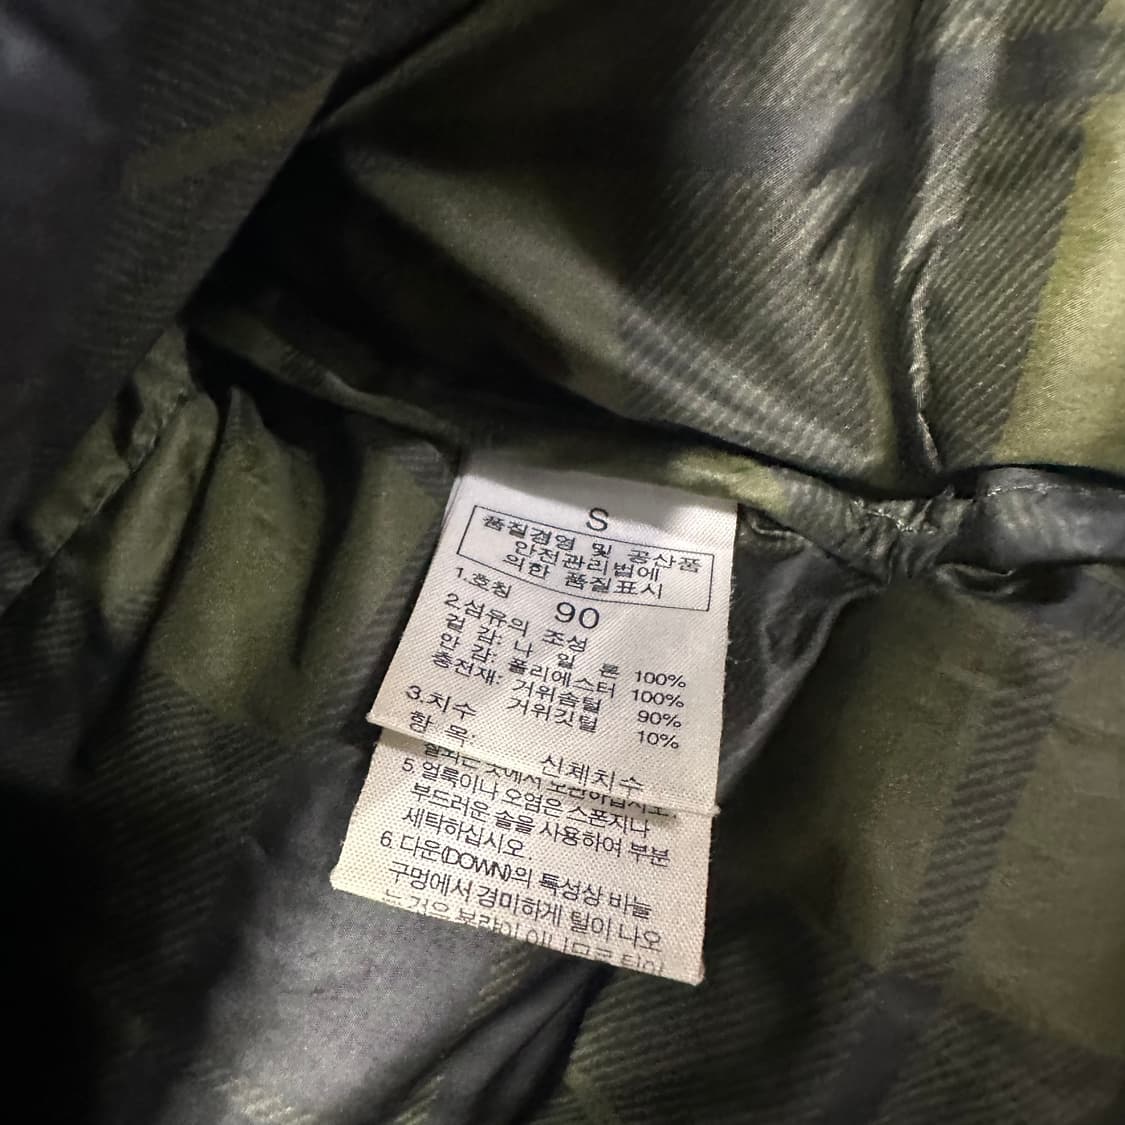 S
품질경영 및 공산품
안전관리법에
의한 품질표시
1.호칭 90
2.섬유의 조성
겉 감: 나 일 론 100%
안 감: 폴리에스터 100%
충전재: 거위솜털 90%
거위깃털 10%
3.치수
항 목 신체치수
5.얼룩이나 오염은 스폰지나
부드러운 솔을 사용하여 부분
세탁하십시오.
6.다운(DOWN)의 특성상 바늘
구멍에서 경미하게 털이 나오